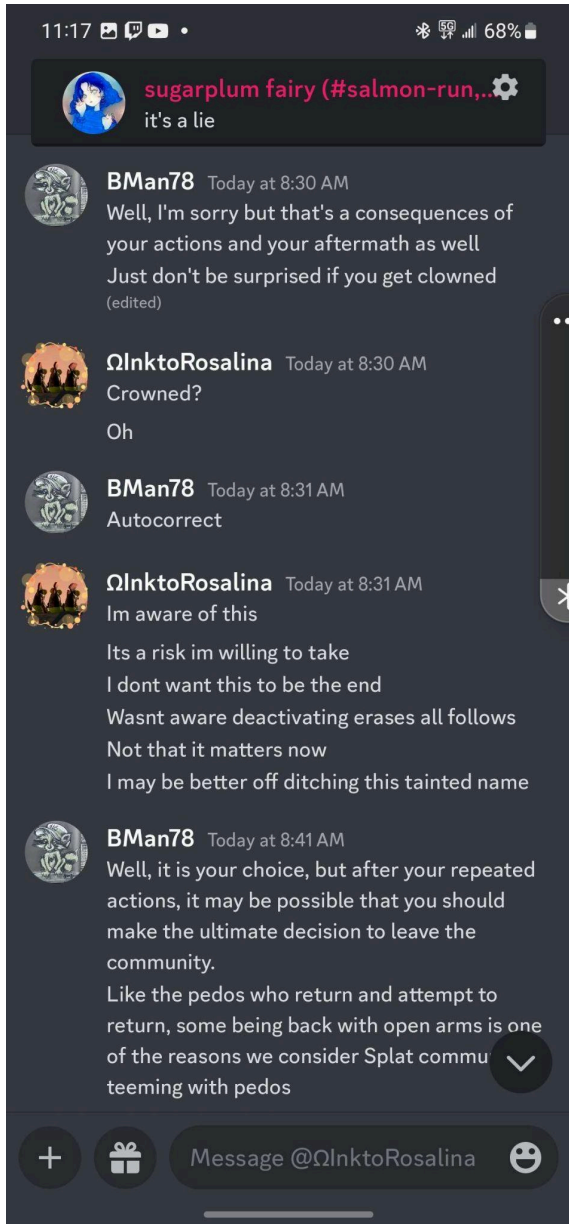 11:17
68%
sugarplum fairy (#salmon-run,..
it's a lie
BMan78 Today at 8:30 AM
Well, I'm sorry but that's a consequences of
your actions and your aftermath as well
Just don't be surprised if you get clowned
(edited)
ΩInktoRosalina Today at 8:30 AM
Crowned?
Oh
BMan78 Today at 8:31 AM
Autocorrect
ΩInktoRosalina Today at 8:31 AM
Im aware of this
Its a risk im willing to take
I dont want this to be the end
Wasnt aware deactivating erases all follows
Not that it matters now
I may be better off ditching this tainted name
BMan78 Today at 8:41 AM
Well, it is your choice, but after your repeated
actions, it may be possible that you should
make the ultimate decision to leave the
community.
Like the pedos who return and attempt to
return, some being back with open arms is one
of the reasons we consider Splat commu
teeming with pedos
Message @ΩInktoRosalina